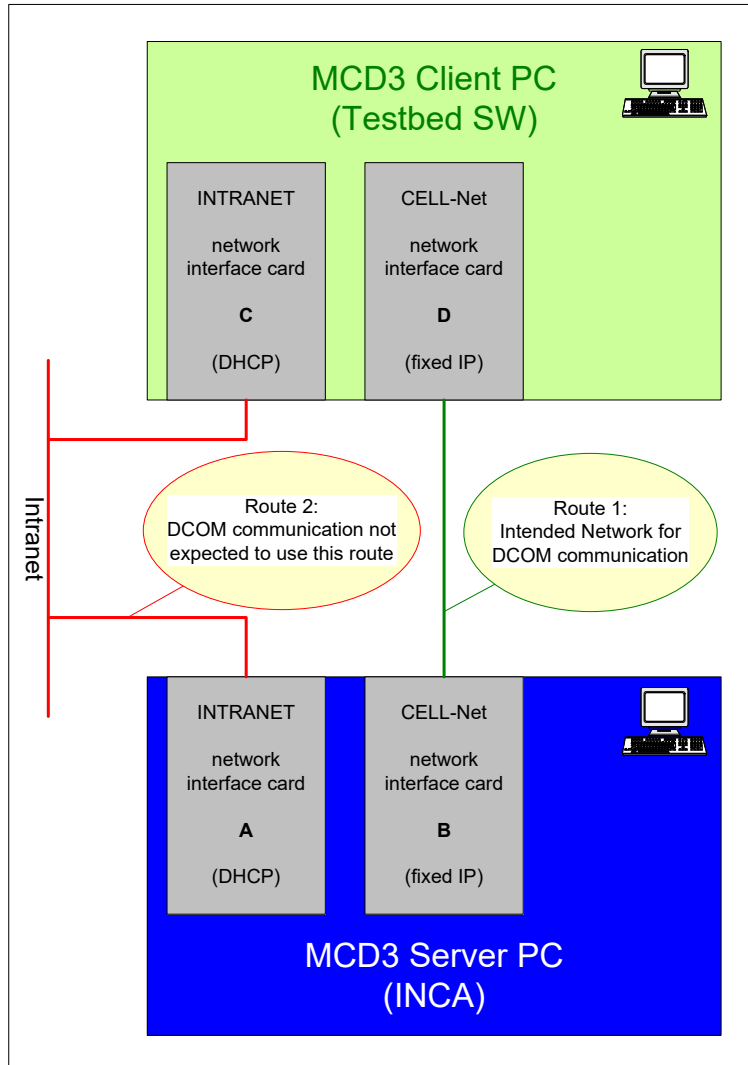 MCD3 Client PC
(Testbed SW)
INTRANET
network
interface card
C
(DHCP)
CELL-Net
network
interface card
D
(fixed IP)
Intranet
Route 2:
DCOM communication not
expected to use this route
Route 1:
Intended Network for
DCOM communication
INTRANET
network
interface card
A
(DHCP)
CELL-Net
network
interface card
B
(fixed IP)
MCD3 Server PC
(INCA)